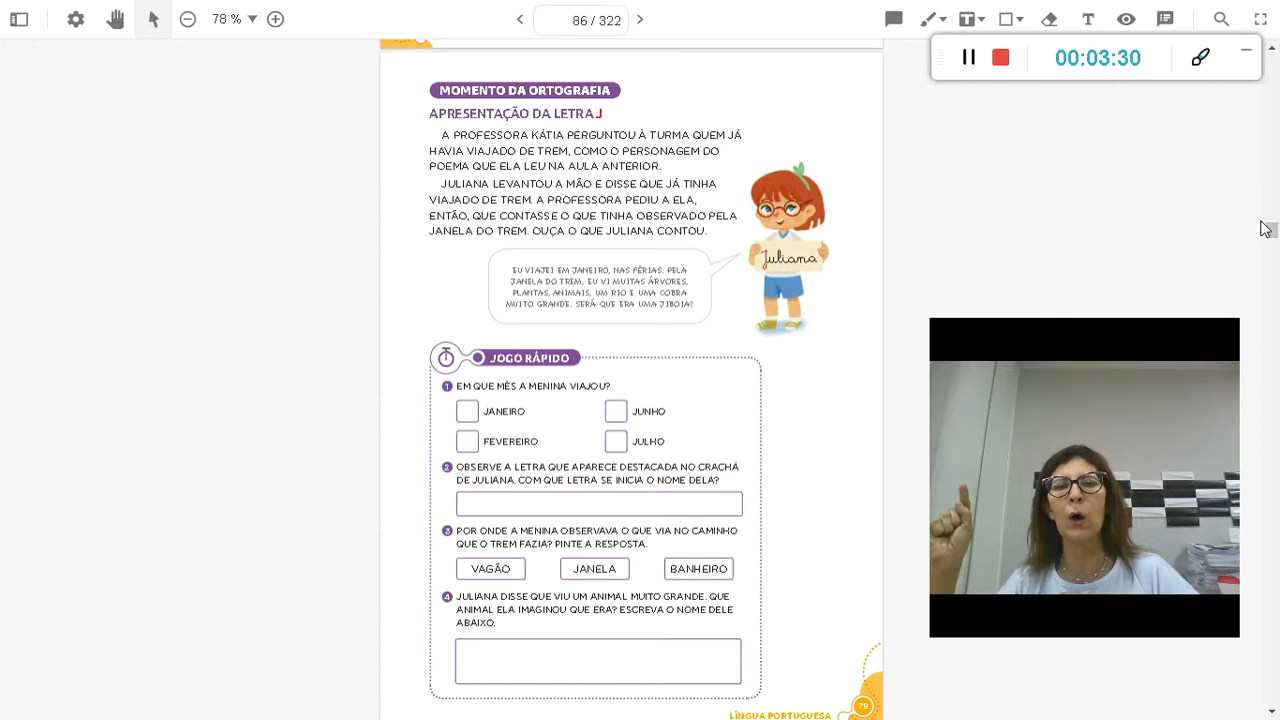 78 %
86 / 322
00:03:30
MOMENTO DA ORTOGRAFIA
APRESENTAÇÃO DA LETRA J
A PROFESSORA KÁTIA PERGUNTOU À TURMA QUEM JÁ
HAVIA VIAJADO DE TREM, COMO O PERSONAGEM DO
POEMA QUE ELA LEU NA AULA ANTERIOR.
JULIANA LEVANTOU A MÃO E DISSE QUE JÁ TINHA
VIAJADO DE TREM. A PROFESSORA PEDIU A ELA,
ENTÃO, QUE CONTASSE O QUE TINHA OBSERVADO PELA
JANELA DO TREM. OUÇA O QUE JULIANA CONTOU.
Juliana
EU VIAJEI EM JANEIRO, NAS FÉRIAS. PELA
JANELA DO TREM, EU VI MUITAS ÁRVORES,
PLANTAS, ANIMAIS, UM RIO E UMA COBRA
MUITO GRANDE. SERÁ QUE ERA UMA JIBOIA?
JOGO RÁPIDO
1 EM QUE MÊS A MENINA VIAJOU?
JANEIRO JUNHO
FEVEREIRO JULHO
2 OBSERVE A LETRA QUE APARECE DESTACADA NO CRACHÁ
DE JULIANA. COM QUE LETRA SE INICIA O NOME DELA?
3 POR ONDE A MENINA OBSERVAVA O QUE VIA NO CAMINHO
QUE O TREM FAZIA? PINTE A RESPOSTA.
VAGÃO JANELA BANHEIRO
4 JULIANA DISSE QUE VIU UM ANIMAL MUITO GRANDE. QUE
ANIMAL ELA IMAGINOU QUE ERA? ESCREVA O NOME DELE
ABAIXO.
LÍNGUA PORTUGUESA 79